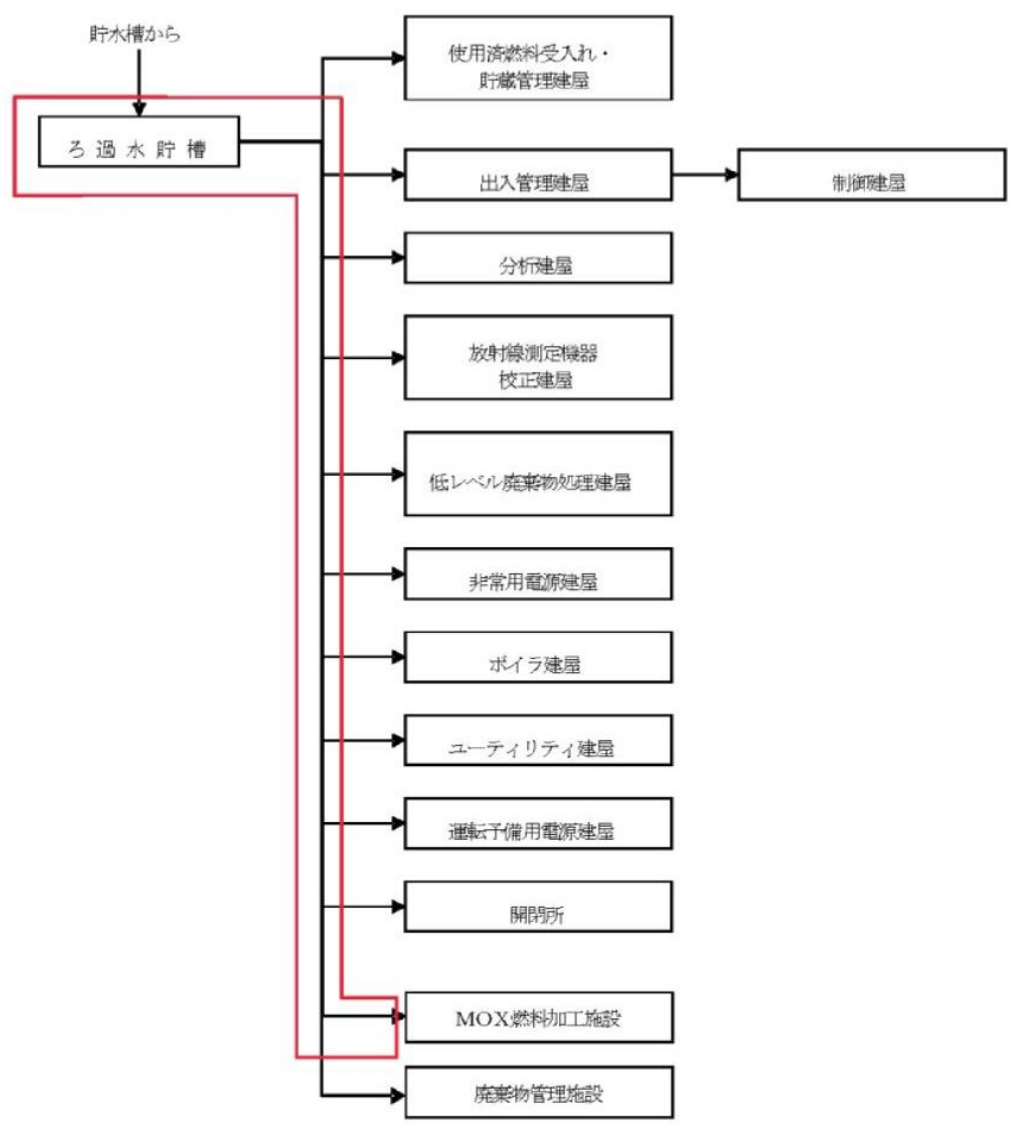 貯水槽から
ろ過水貯槽
使用済燃料受入れ・
貯蔵管理建屋
出入管理建屋
制御建屋
分析建屋
放射線測定機器
校正建屋
低レベル廃棄物処理建屋
非常用電源建屋
ボイラ建屋
ユーティリティ建屋
運転予備用電源建屋
開閉所
MOX燃料加工施設
廃棄物管理施設